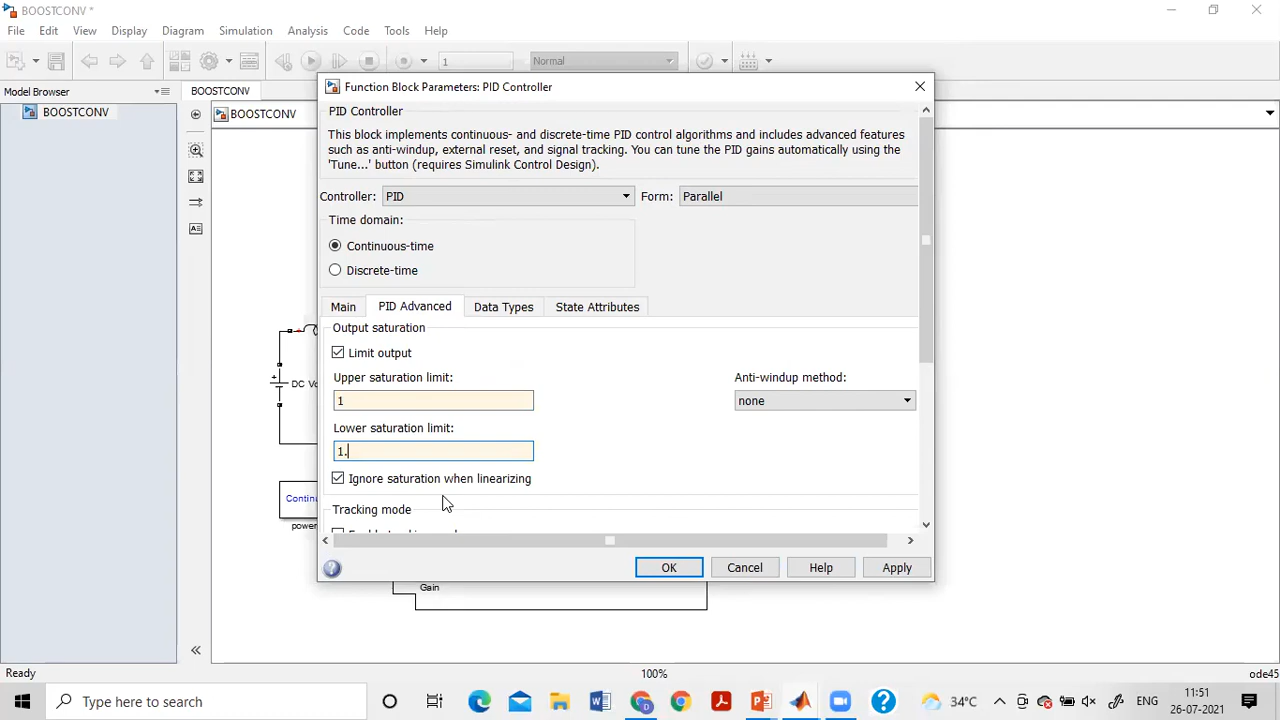 BOOSTCONV *
File Edit View Display Diagram Simulation Analysis Code Tools Help
1 Normal
Model Browser BOOSTCONV
BOOSTCONV BOOSTCONV
Function Block Parameters: PID Controller
PID Controller
This block implements continuous- and discrete-time PID control algorithms and includes advanced features
such as anti-windup, external reset, and signal tracking. You can tune the PID gains automatically using the
'Tune...' button (requires Simulink Control Design).
Controller: PID Form: Parallel
Time domain:
Continuous-time
Discrete-time
Main PID Advanced Data Types State Attributes
Output saturation
Limit output
Upper saturation limit: Anti-windup method:
1 none
Lower saturation limit:
1.
Ignore saturation when linearizing
Tracking mode
OK Cancel Help Apply
DC Vo
Continu
power
Gain
Ready 100% ode45
Type here to search 34°C ENG 11:51
26-07-2021